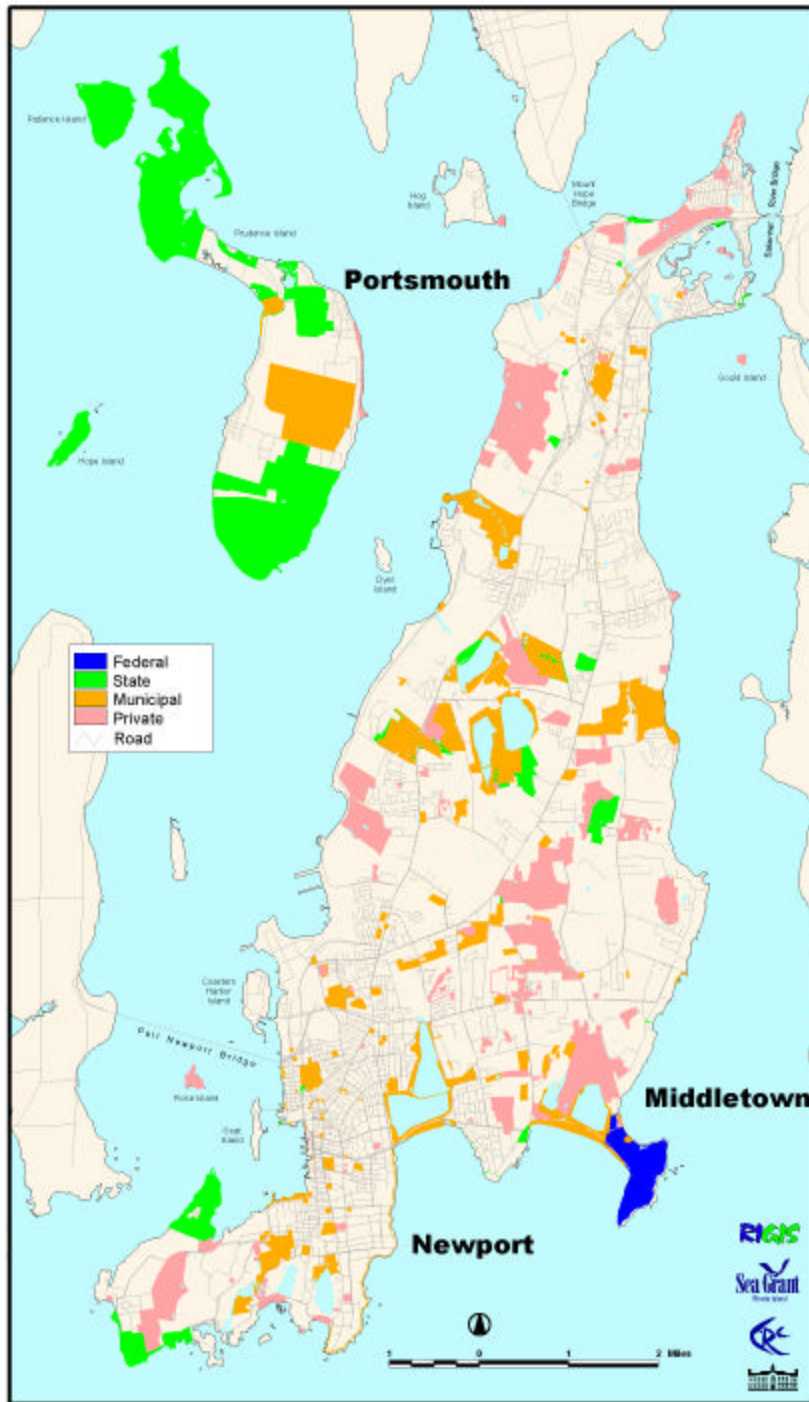 Patience Island
Prudence Island
Hog
Island
Mount
Hope
Bridge
Sakonnet River Bridge
Portsmouth
Gould Island
Hope Island
Dyer
Island
Federal
State
Municipal
Private
Road
Coasters
Harbor
Island
Pell Newport Bridge
Rose Island
Goat
Island
Middletown
Newport
RIGIS
Sea Grant
Rhode Island
CRC
1 0 1 2 Miles